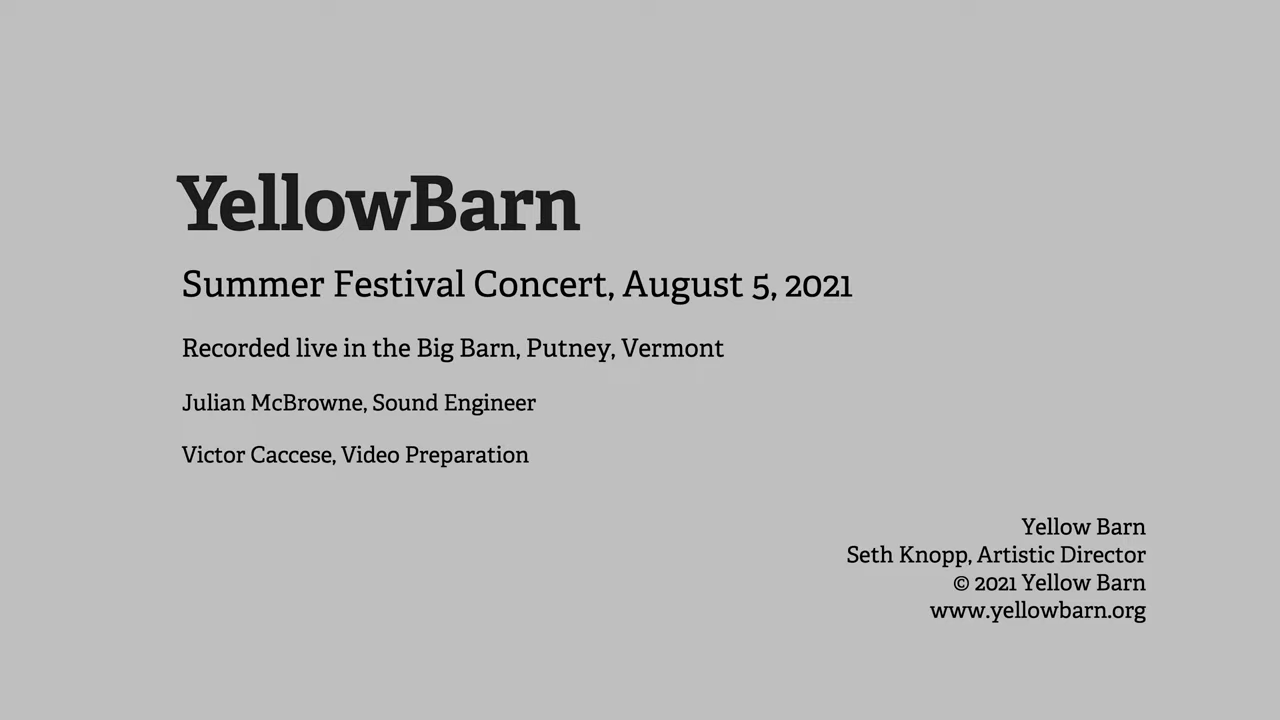 YellowBarn
Summer Festival Concert, August 5, 2021
Recorded live in the Big Barn, Putney, Vermont
Julian McBrowne, Sound Engineer
Victor Caccese, Video Preparation
Yellow Barn
Seth Knopp, Artistic Director
© 2021 Yellow Barn
www.yellowbarn.org